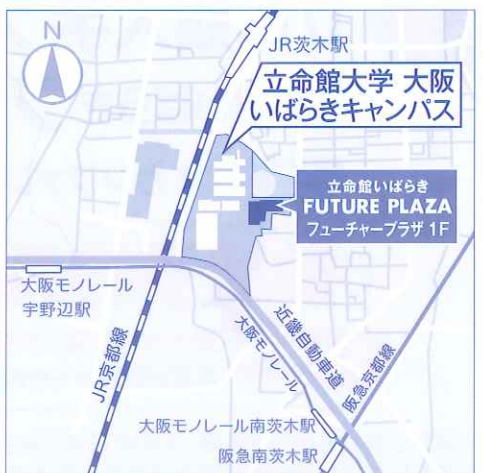 N
JR茨木駅
立命館大学 大阪
いばらきキャンパス
立命館いばらき
FUTURE PLAZA
フューチャープラザ 1F
大阪モノレール
宇野辺駅
JR京都線
大阪モノレール
近畿自動車道
阪急京都線
大阪モノレール南茨木駅
阪急南茨木駅